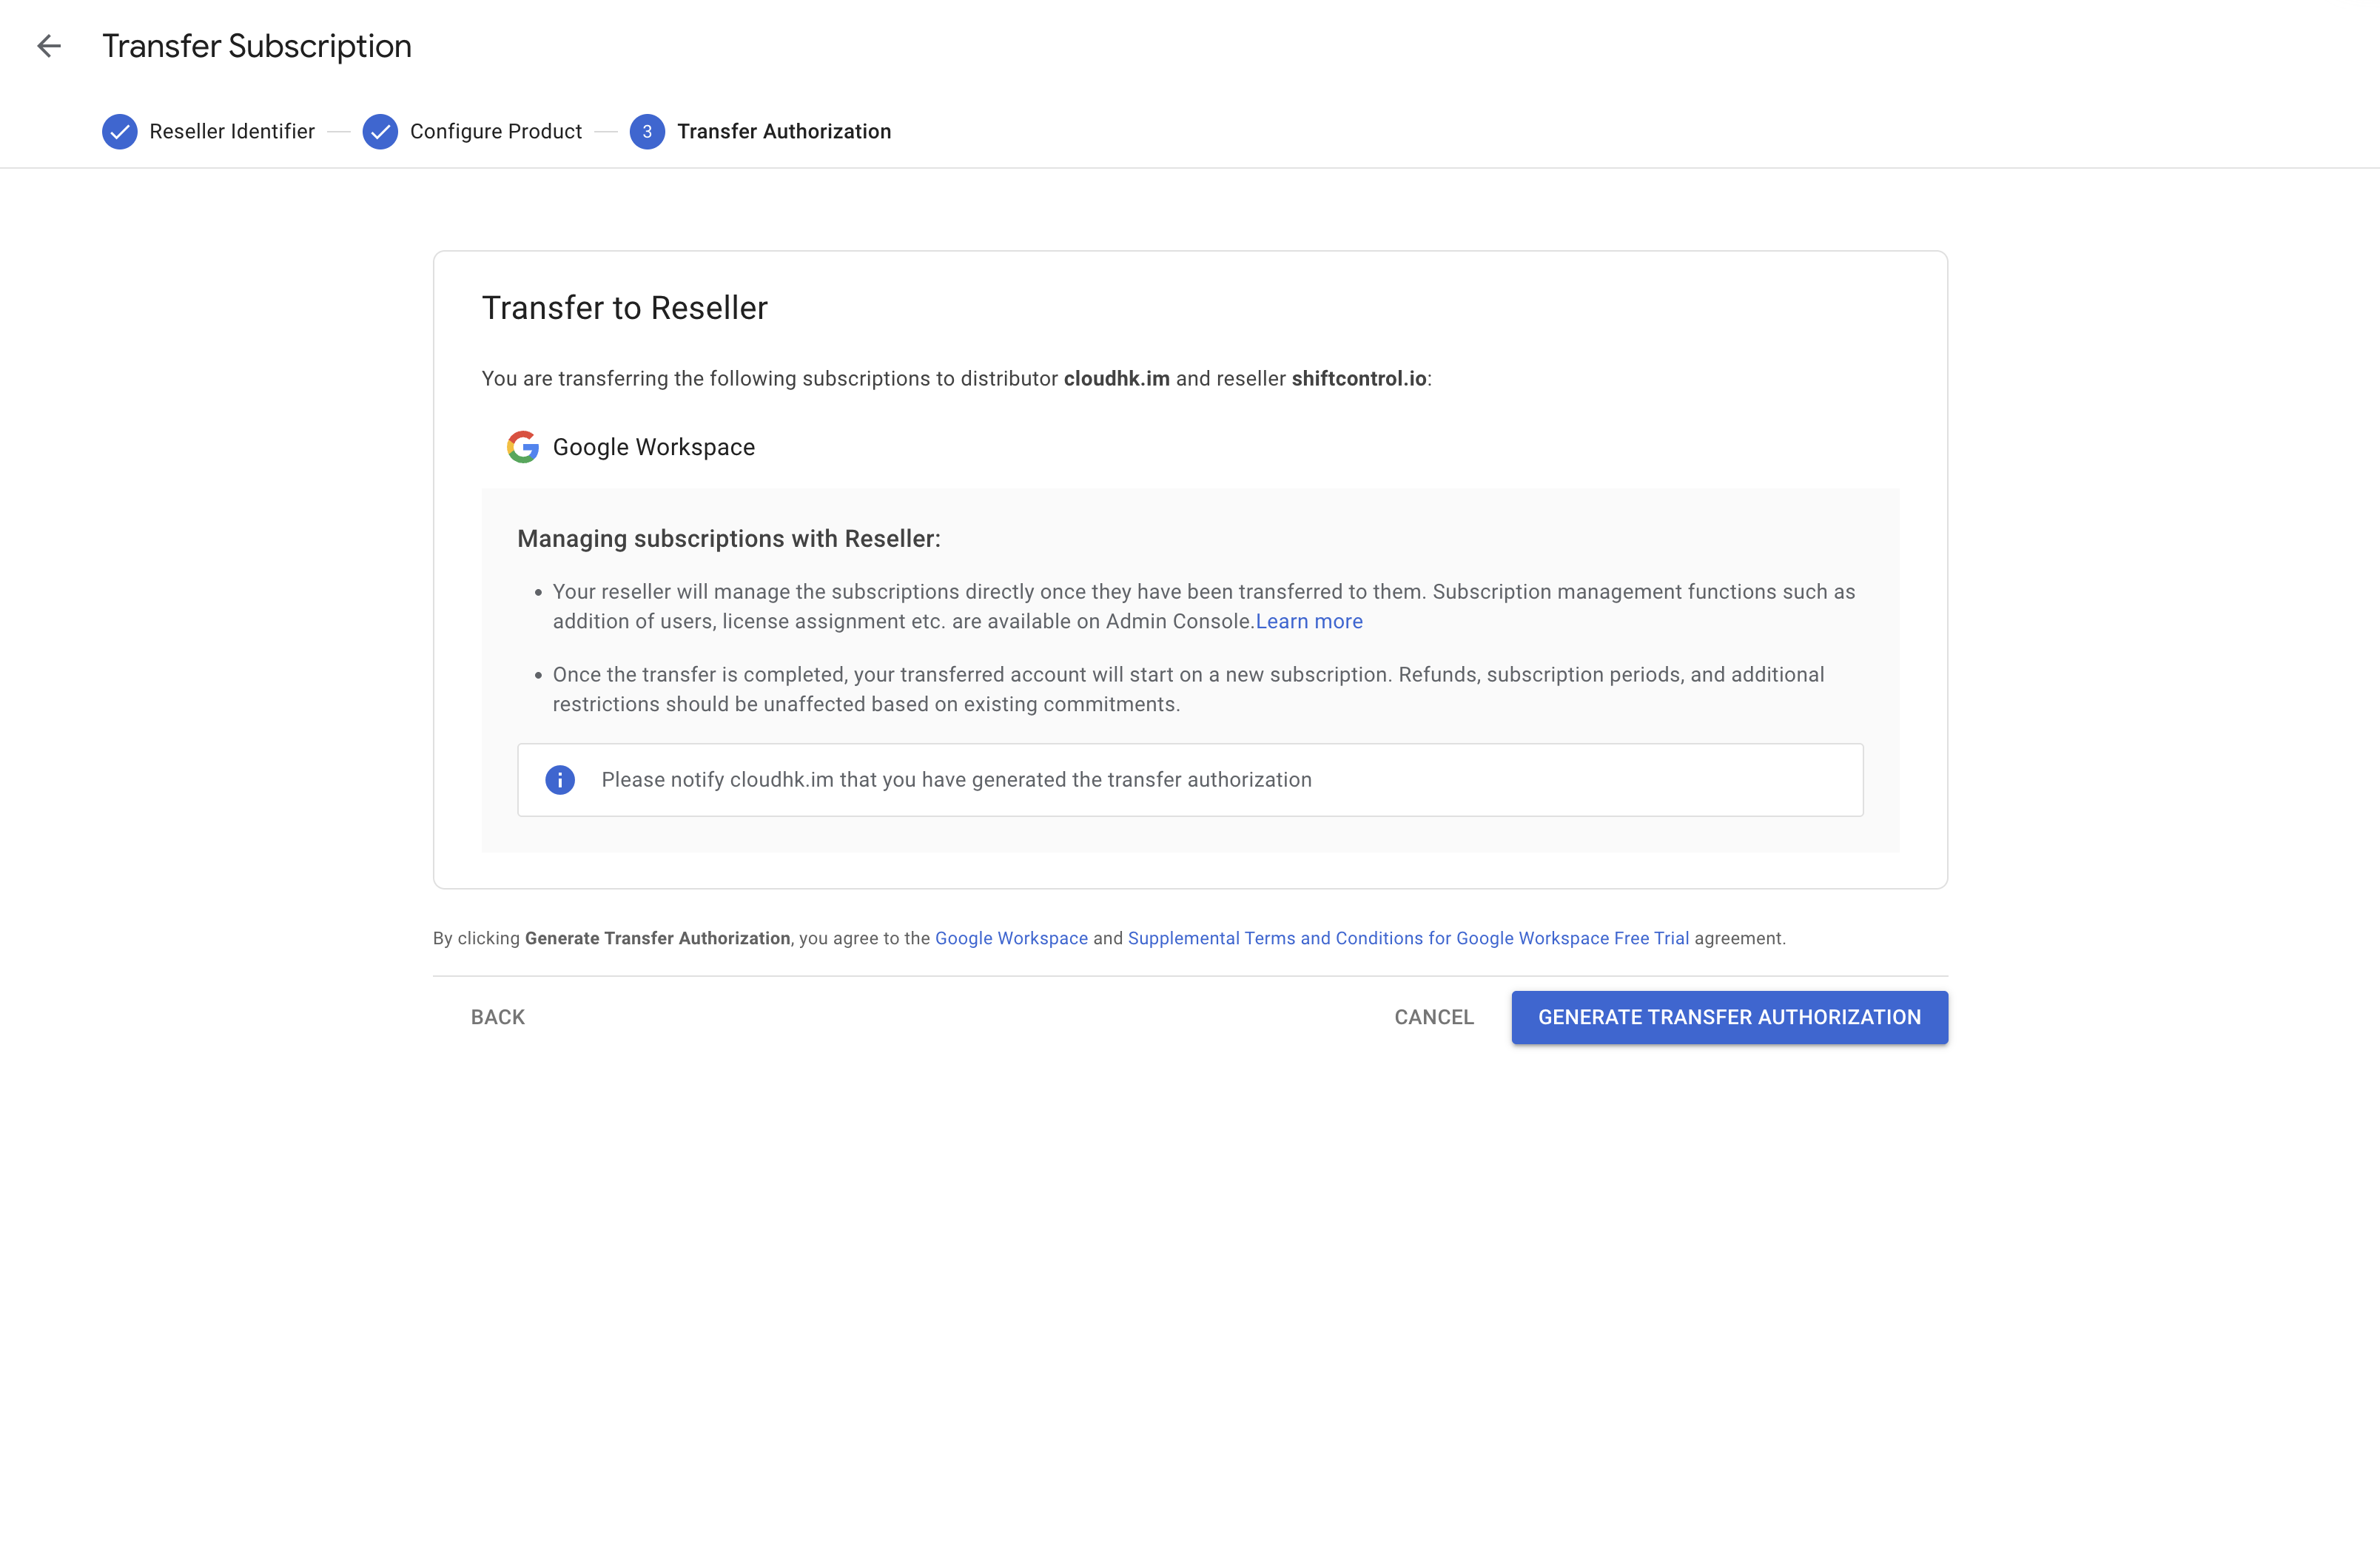 Transfer Subscription
Reseller Identifier
Configure Product
3 Transfer Authorization
Transfer to Reseller
You are transferring the following subscriptions to distributor cloudhk.im and reseller shiftcontrol.io:
Google Workspace
Managing subscriptions with Reseller:
• Your reseller will manage the subscriptions directly once they have been transferred to them. Subscription management functions such as
addition of users, license assignment etc. are available on Admin Console.Learn more
• Once the transfer is completed, your transferred account will start on a new subscription. Refunds, subscription periods, and additional
restrictions should be unaffected based on existing commitments.
Please notify cloudhk.im that you have generated the transfer authorization
By clicking Generate Transfer Authorization, you agree to the Google Workspace and Supplemental Terms and Conditions for Google Workspace Free Trial agreement.
BACK
CANCEL
GENERATE TRANSFER AUTHORIZATION